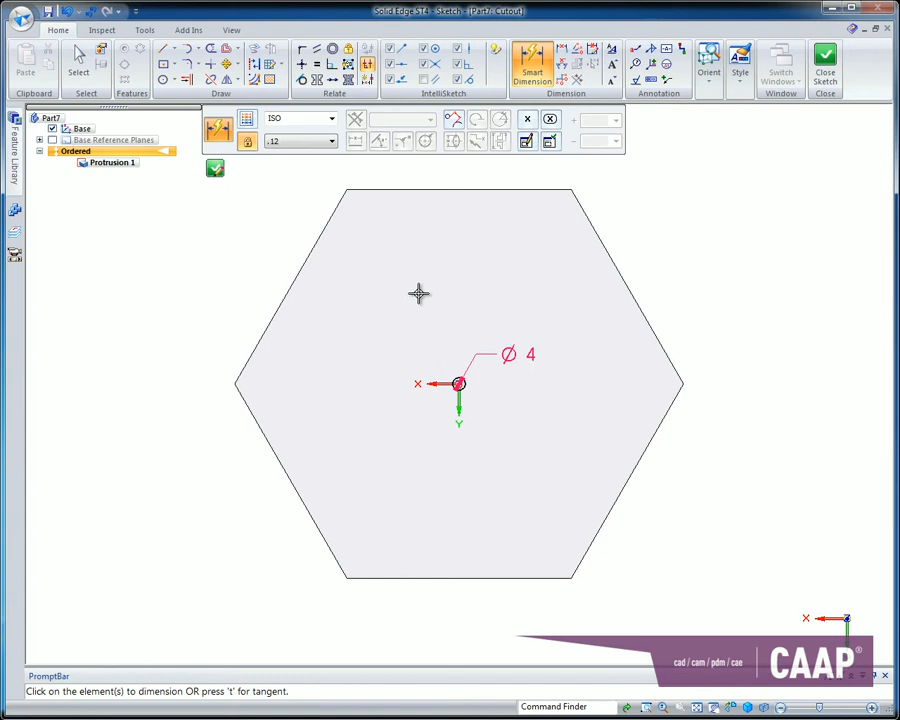 Solid Edge ST4 - Sketch - [Part7: Cutout]
Home Inspect Tools Add Ins View
Paste
Select
Smart
Dimension
Orient
Style
Switch
Windows
Close
Sketch
Clipboard Select Features Draw Relate IntelliSketch Dimension Annotation Window Close
ISO
.12
Part7
Base
Base Reference Planes
Ordered
Protrusion 1
Feature Library
Ø 4
X
Y
X
cad / cam / pdm / cae
CAAP®
PromptBar
Click on the element(s) to dimension OR press 't' for tangent.
Command Finder